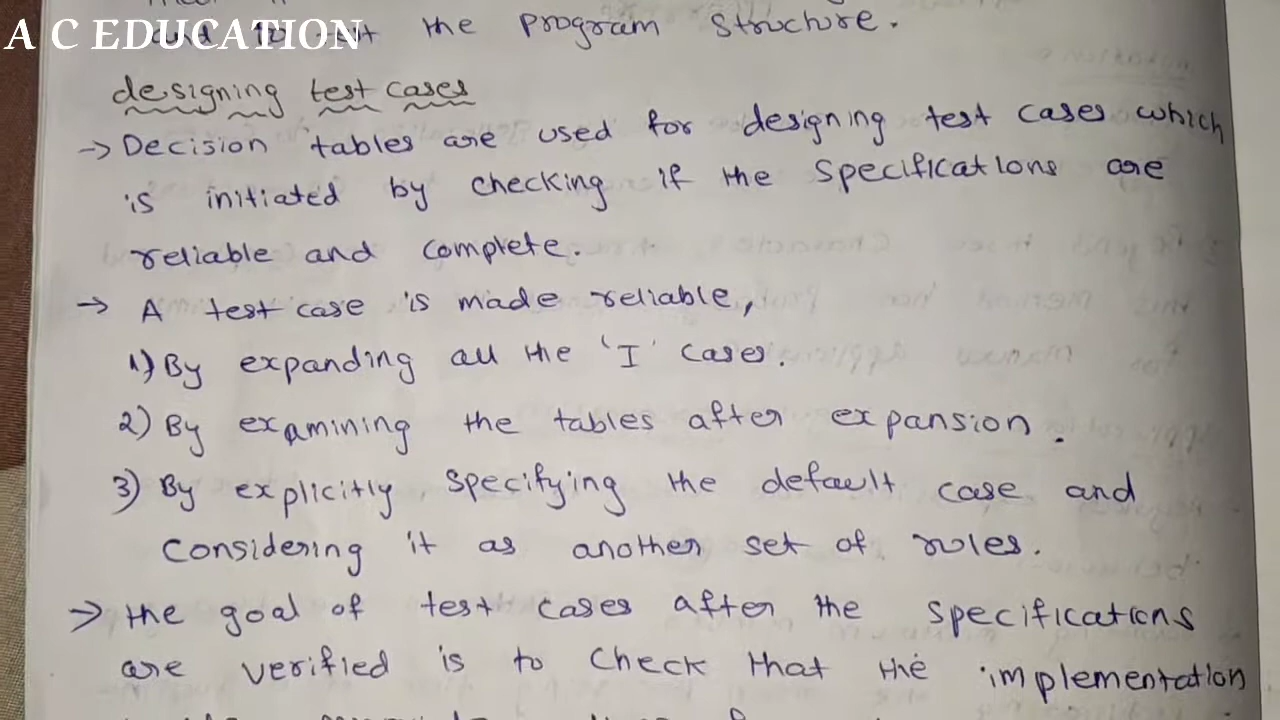 A C EDUCATION
the program structure.
designing test cases
→ Decision tables are used for designing test cases which
is initiated by checking if the specifications are
reliable and complete.
→ A test case is made reliable,
1) By expanding all the 'I' cases.
2) By examining the tables after expansion.
3) By explicitly specifying the default case and
considering it as another set of rules.
→ the goal of test cases after the specifications
are verified is to check that the implementation